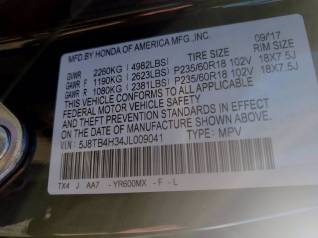 MFD.BY HONDA OF AMERICA MFG.,INC. 09/17
TIRE SIZE RIM SIZE
GVWR 2260KG (4982LBS)
GAWR F 1190KG (2623LBS) P235/60R18 102V 18X7.5J
GAWR R 1080KG (2381LBS) P235/60R18 102V 18X7.5J
THIS VEHICLE CONFORMS TO ALL APPLICABLE
FEDERAL MOTOR VEHICLE SAFETY, BUMPER,
AND THEFT PREVENTION STANDARDS IN EFFECT
ON THE DATE OF MANUFACTURE SHOWN ABOVE.
VIN: 5J8TB4H34JL009041 TYPE: MPV
TX4 J AA7 -YR600MX -F -L